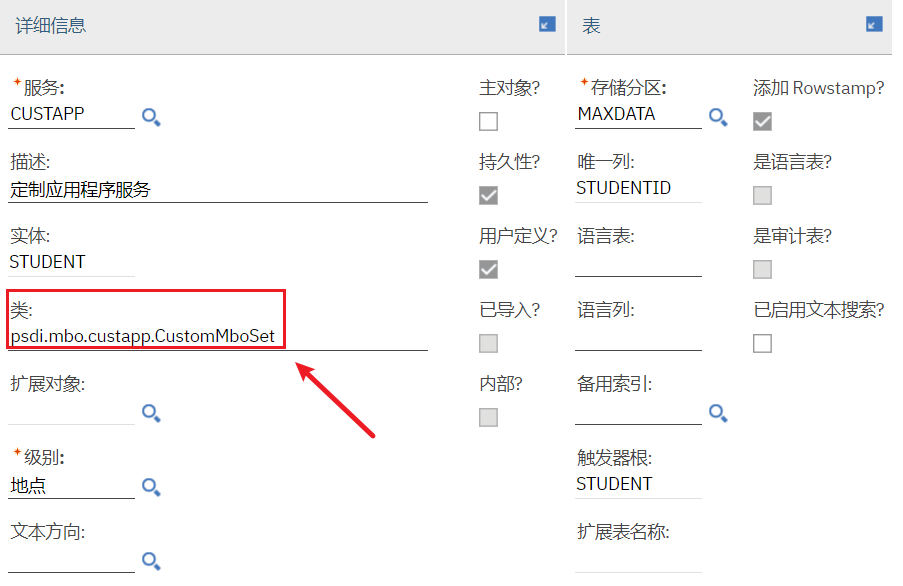 详细信息
*服务:
CUSTAPP
主对象?
描述:
定制应用程序服务
持久性?
实体:
STUDENT
用户定义?
类:
psdi.mbo.custapp.CustomMboSet
已导入?
扩展对象:
内部?
*级别:
地点
文本方向:
表
*存储分区:
MAXDATA
添加 Rowstamp?
唯一列:
STUDENTID
是语言表?
语言表:
是审计表?
语言列:
已启用文本搜索?
备用索引:
触发器根:
STUDENT
扩展表名称: